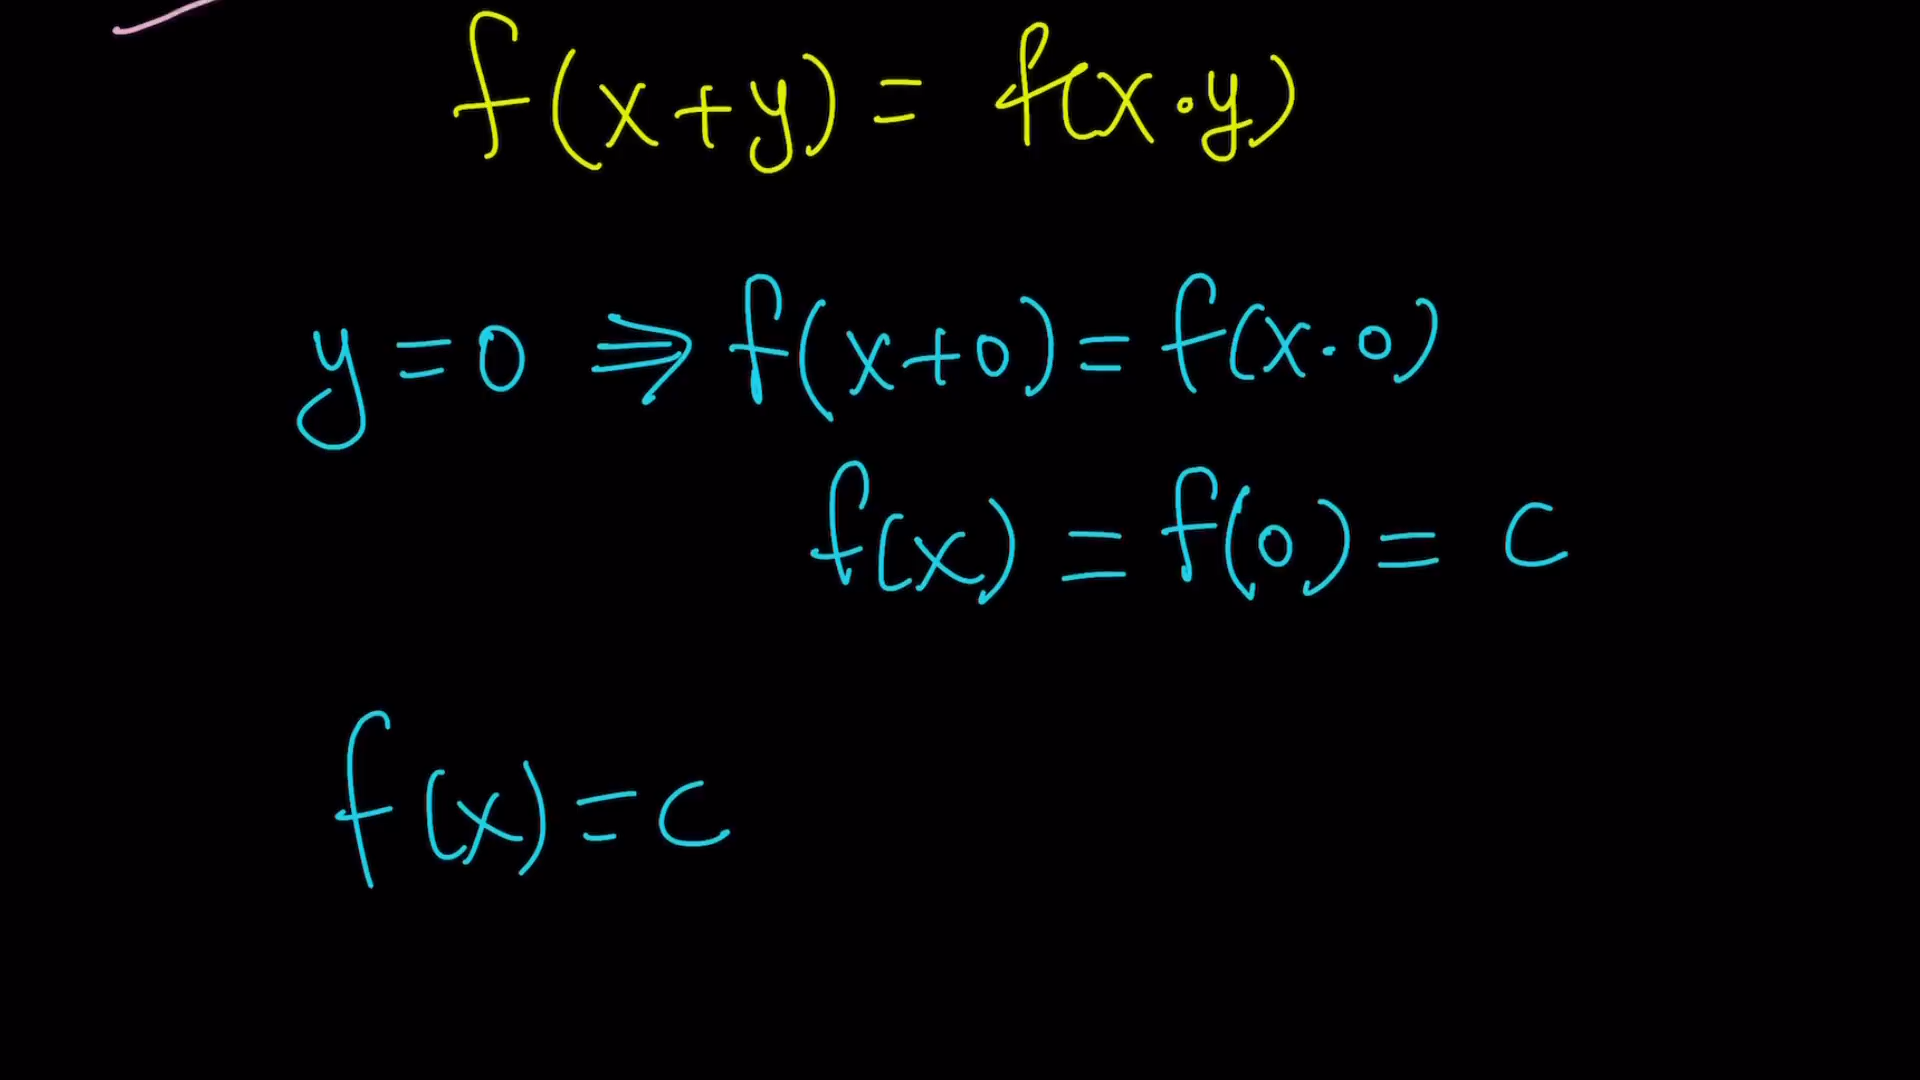 f(x+y) = f(x·y)
y=0 ⇒ f(x+0) = f(x·0)
f(x) = f(0) = c
f(x) = c